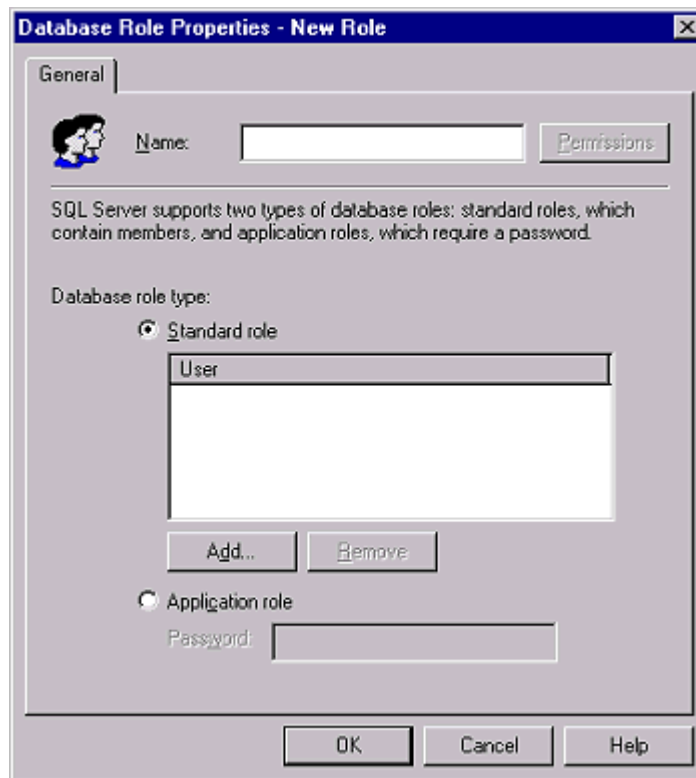 Database Role Properties - New Role
General
Name:
Permissions
SQL Server supports two types of database roles: standard roles, which
contain members, and application roles, which require a password.
Database role type:
Standard role
User
Add...
Remove
Application role
Password:
OK
Cancel
Help